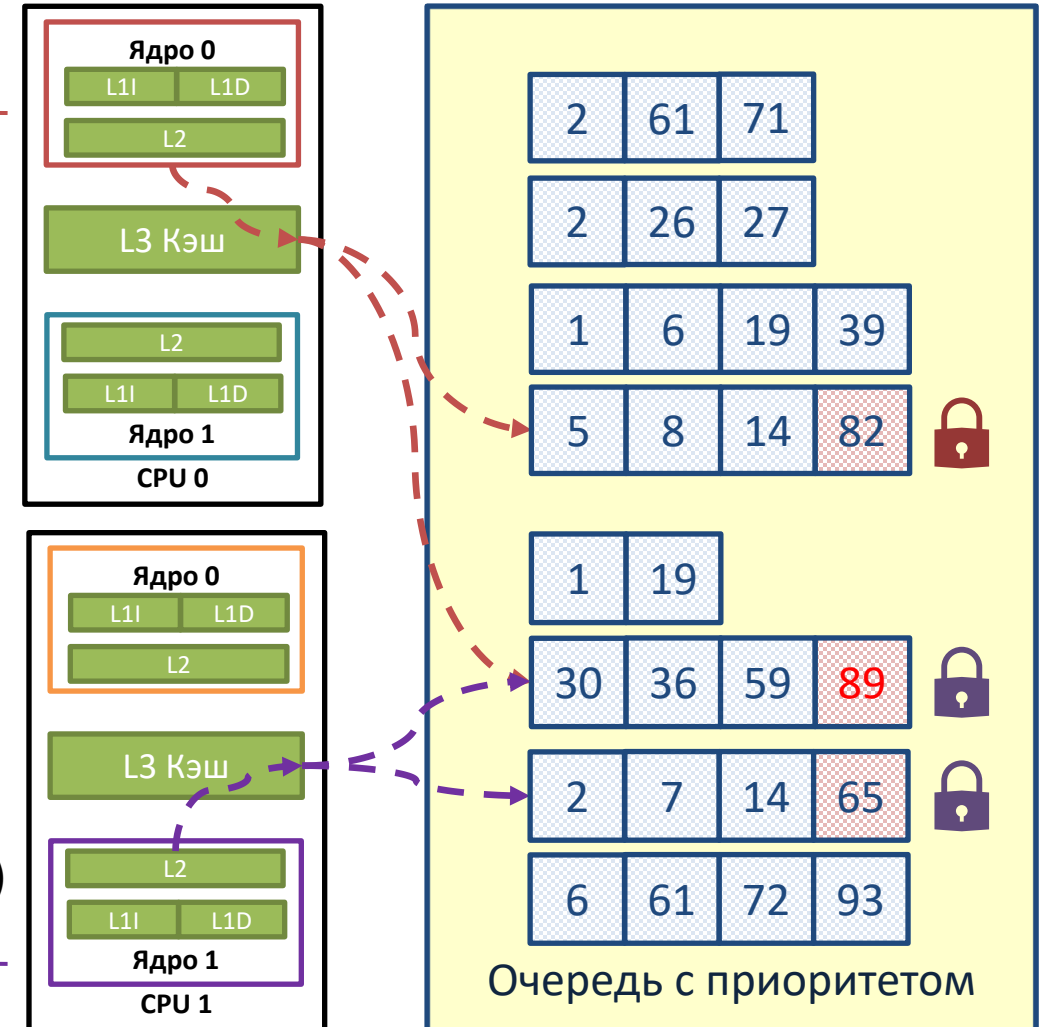 Ядро 0
L1I L1D
L2
L3 Кэш
L2
L1I L1D
Ядро 1
CPU 0
Ядро 0
L1I L1D
L2
L3 Кэш
L2
L1I L1D
Ядро 1
CPU 1
)
2 61 71
2 26 27
1 6 19 39
5 8 14 82
1 19
30 36 59 89
2 7 14 65
6 61 72 93
Очередь с приоритетом